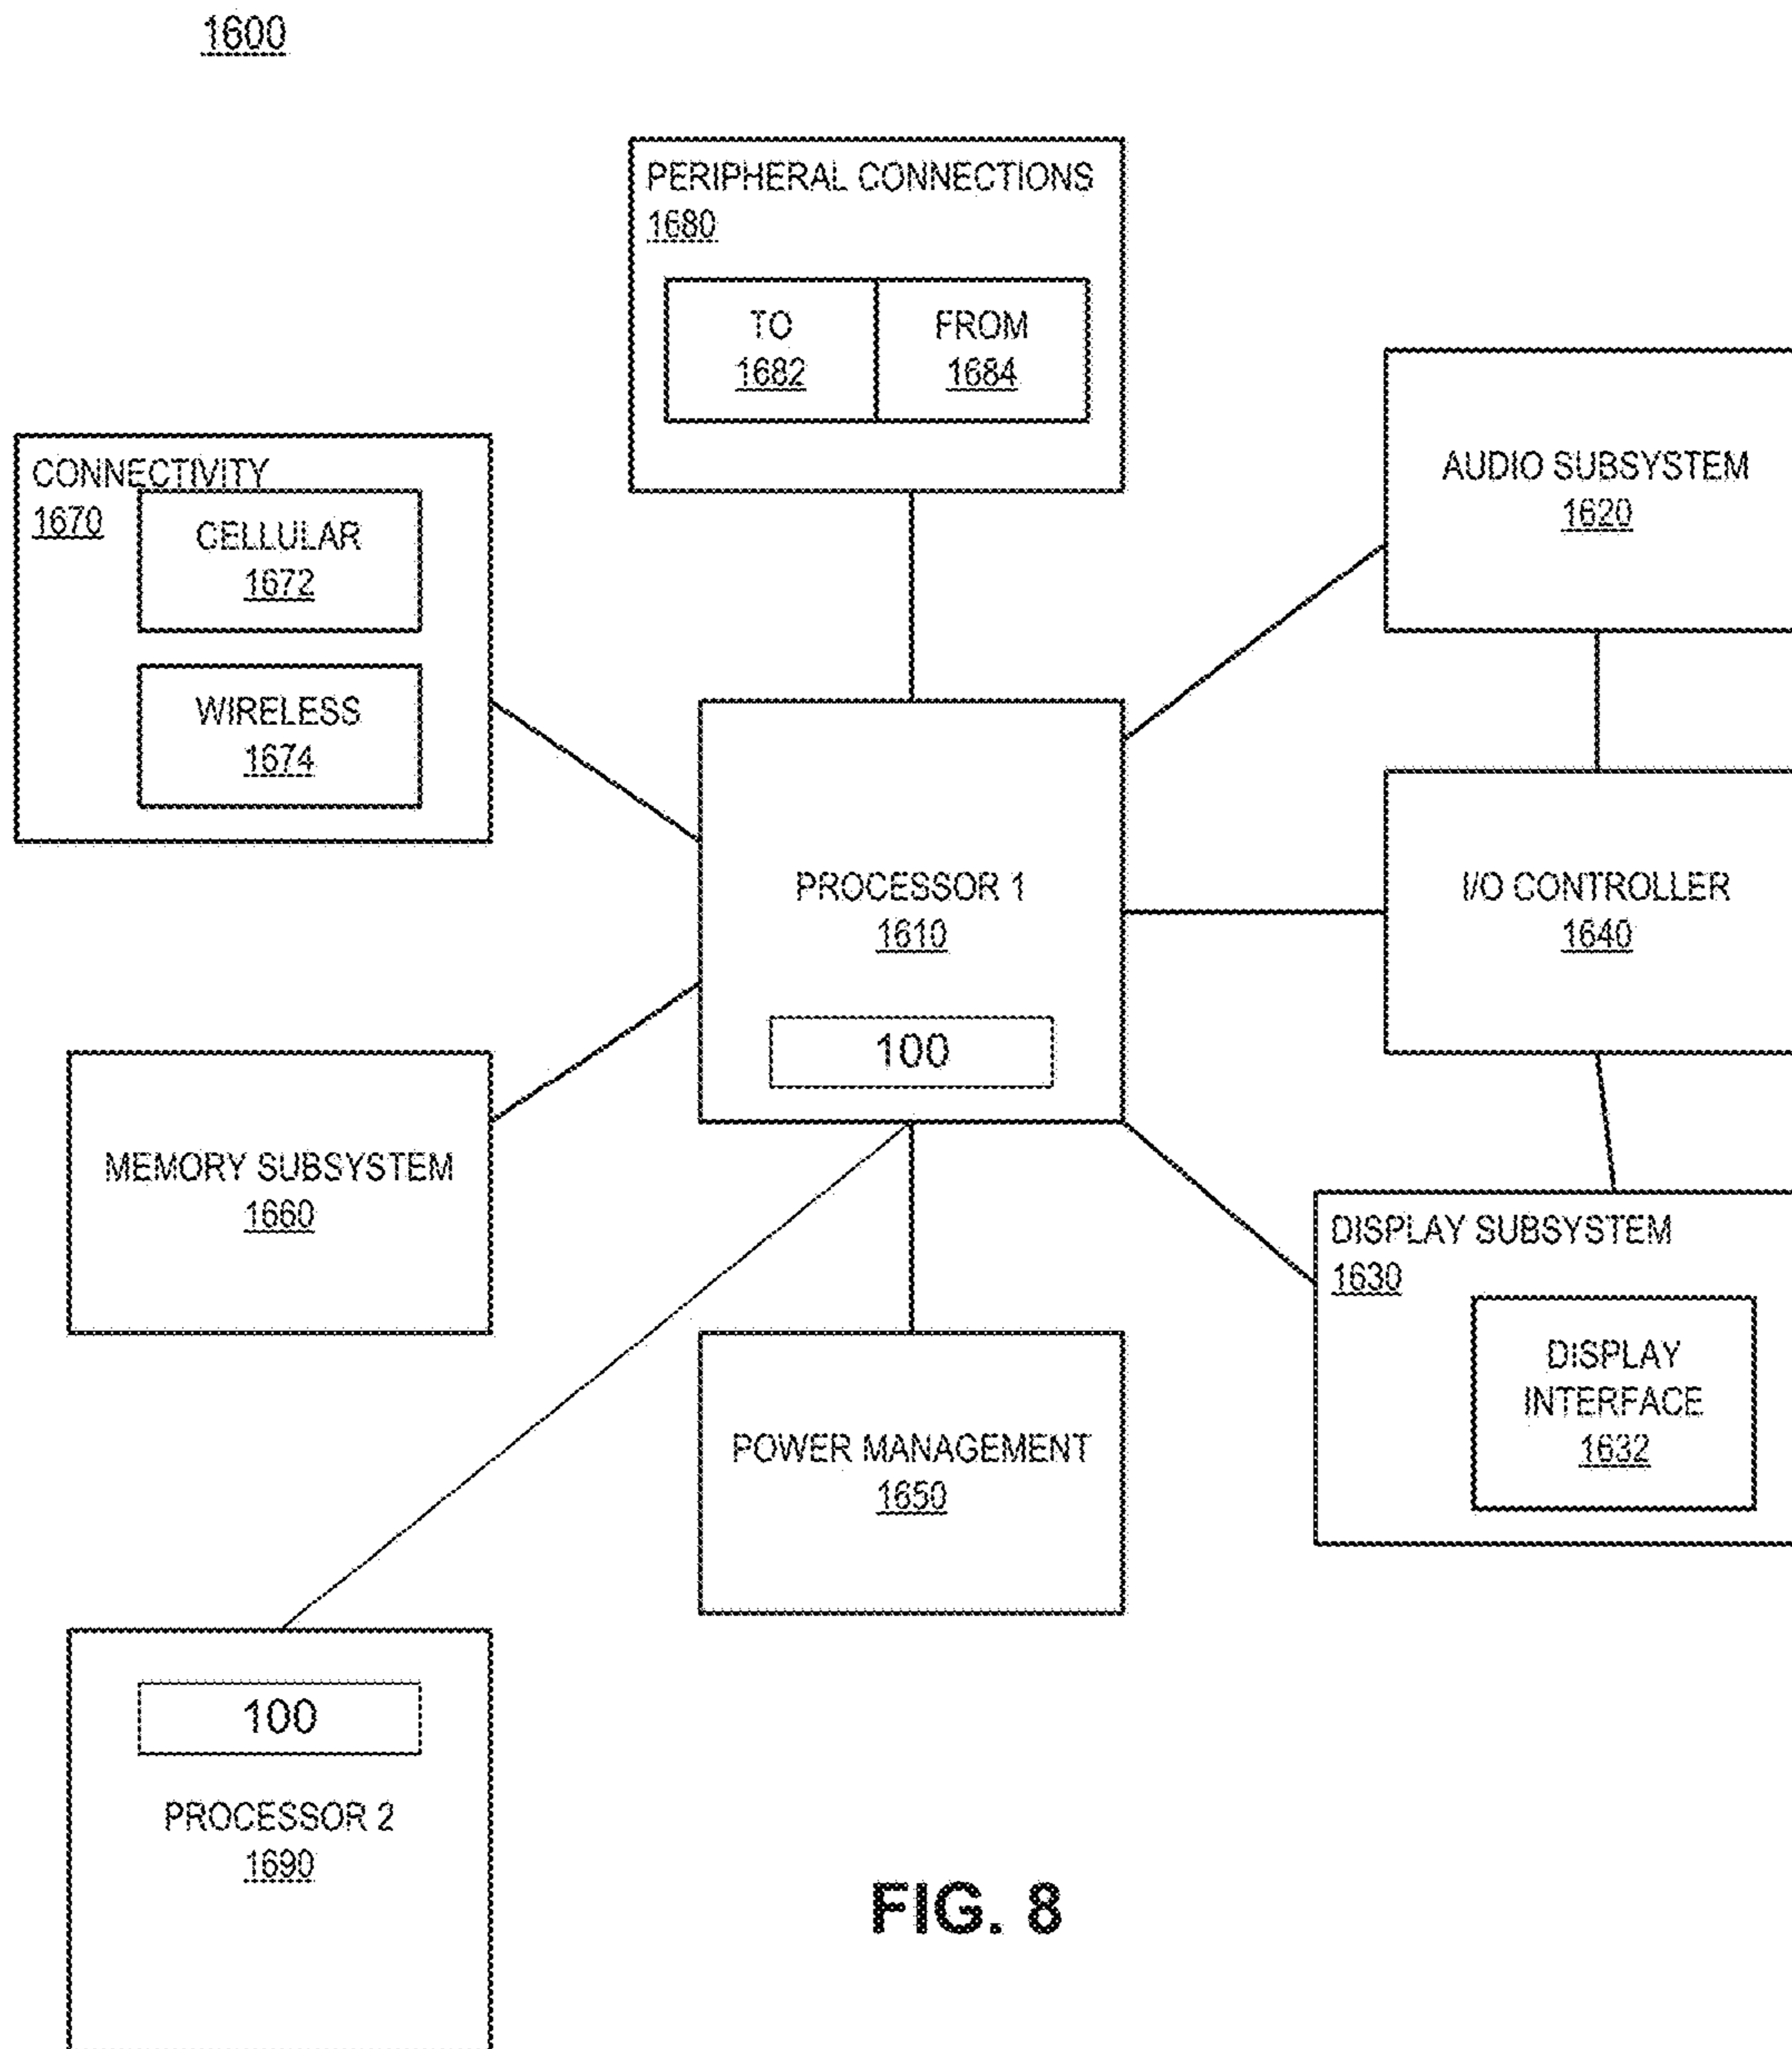 1600
PERIPHERAL CONNECTIONS
1680
TO
1682
FROM
1684
AUDIO SUBSYSTEM
1620
CONNECTIVITY
1670
CELLULAR
1672
WIRELESS
1674
PROCESSOR 1
1610
100
I/O CONTROLLER
1640
MEMORY SUBSYSTEM
1660
DISPLAY SUBSYSTEM
1630
DISPLAY
INTERFACE
1632
POWER MANAGEMENT
1650
100
PROCESSOR 2
1690
FIG. 8